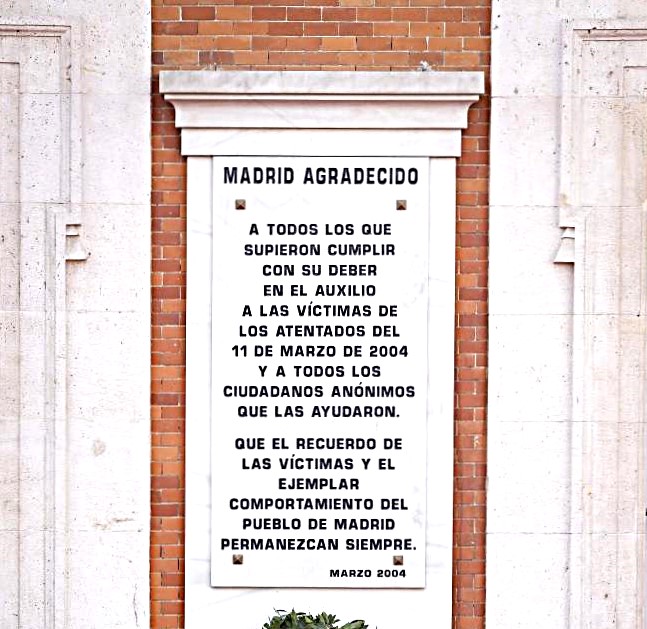 MADRID AGRADECIDO
A TODOS LOS QUE
SUPIERON CUMPLIR
CON SU DEBER
EN EL AUXILIO
A LAS VÍCTIMAS DE
LOS ATENTADOS DEL
11 DE MARZO DE 2004
Y A TODOS LOS
CIUDADANOS ANÓNIMOS
QUE LAS AYUDARON.
QUE EL RECUERDO DE
LAS VÍCTIMAS Y EL
EJEMPLAR
COMPORTAMIENTO DEL
PUEBLO DE MADRID
PERMANEZCAN SIEMPRE.
MARZO 2004